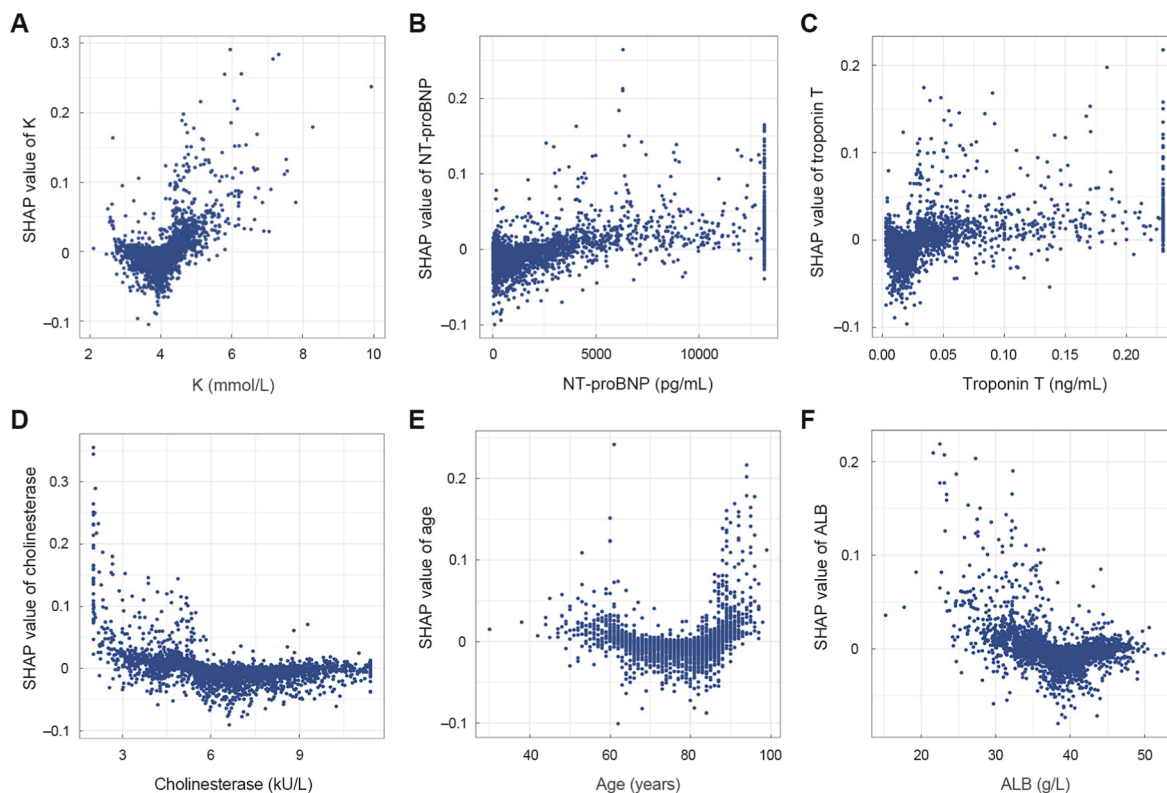 A
SHAP value of K
0.3
0.2
0.1
0
–0.1
2 4 6 8 10
K (mmol/L)
B
SHAP value of NT-proBNP
0.2
0.1
0
–0.1
0 5000 10000
NT-proBNP (pg/mL)
C
SHAP value of troponin T
0.2
0.1
0
–0.1
0.00 0.05 0.10 0.15 0.20
Troponin T (ng/mL)
D
SHAP value of cholinesterase
0.3
0.2
0.1
0
–0.1
3 6 9
Cholinesterase (kU/L)
E
SHAP value of age
0.2
0.1
0
–0.1
40 60 80 100
Age (years)
F
SHAP value of ALB
0.2
0.1
0
20 30 40 50
ALB (g/L)